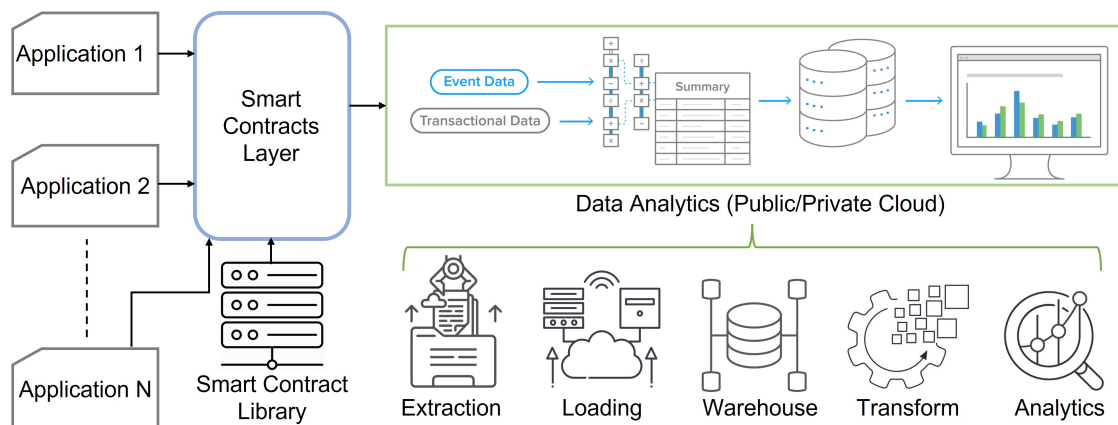 Application 1
Application 2
Application N
Smart
Contracts
Layer
Smart Contract
Library
Event Data
Transactional Data
÷
x
−
÷
+
x
÷
+
x
−
Summary
Data Analytics (Public/Private Cloud)
Extraction
Loading
Warehouse
Transform
Analytics